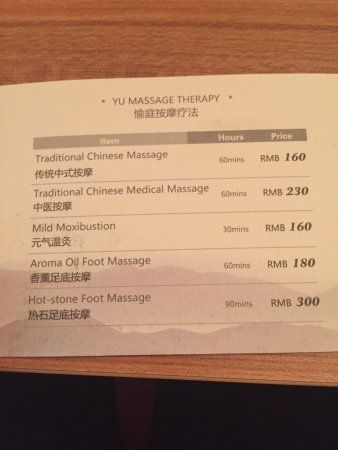 * YU MASSAGE THERAPY *
愉庭按摩疗法
Item Hours Price
Traditional Chinese Massage 60mins RMB 160
传统中式按摩
Traditional Chinese Medical Massage 60mins RMB 230
中医按摩
Mild Moxibustion 30mins RMB 160
元气温灸
Aroma Oil Foot Massage 60mins RMB 180
香薰足底按摩
Hot-stone Foot Massage 90mins RMB 300
热石足底按摩